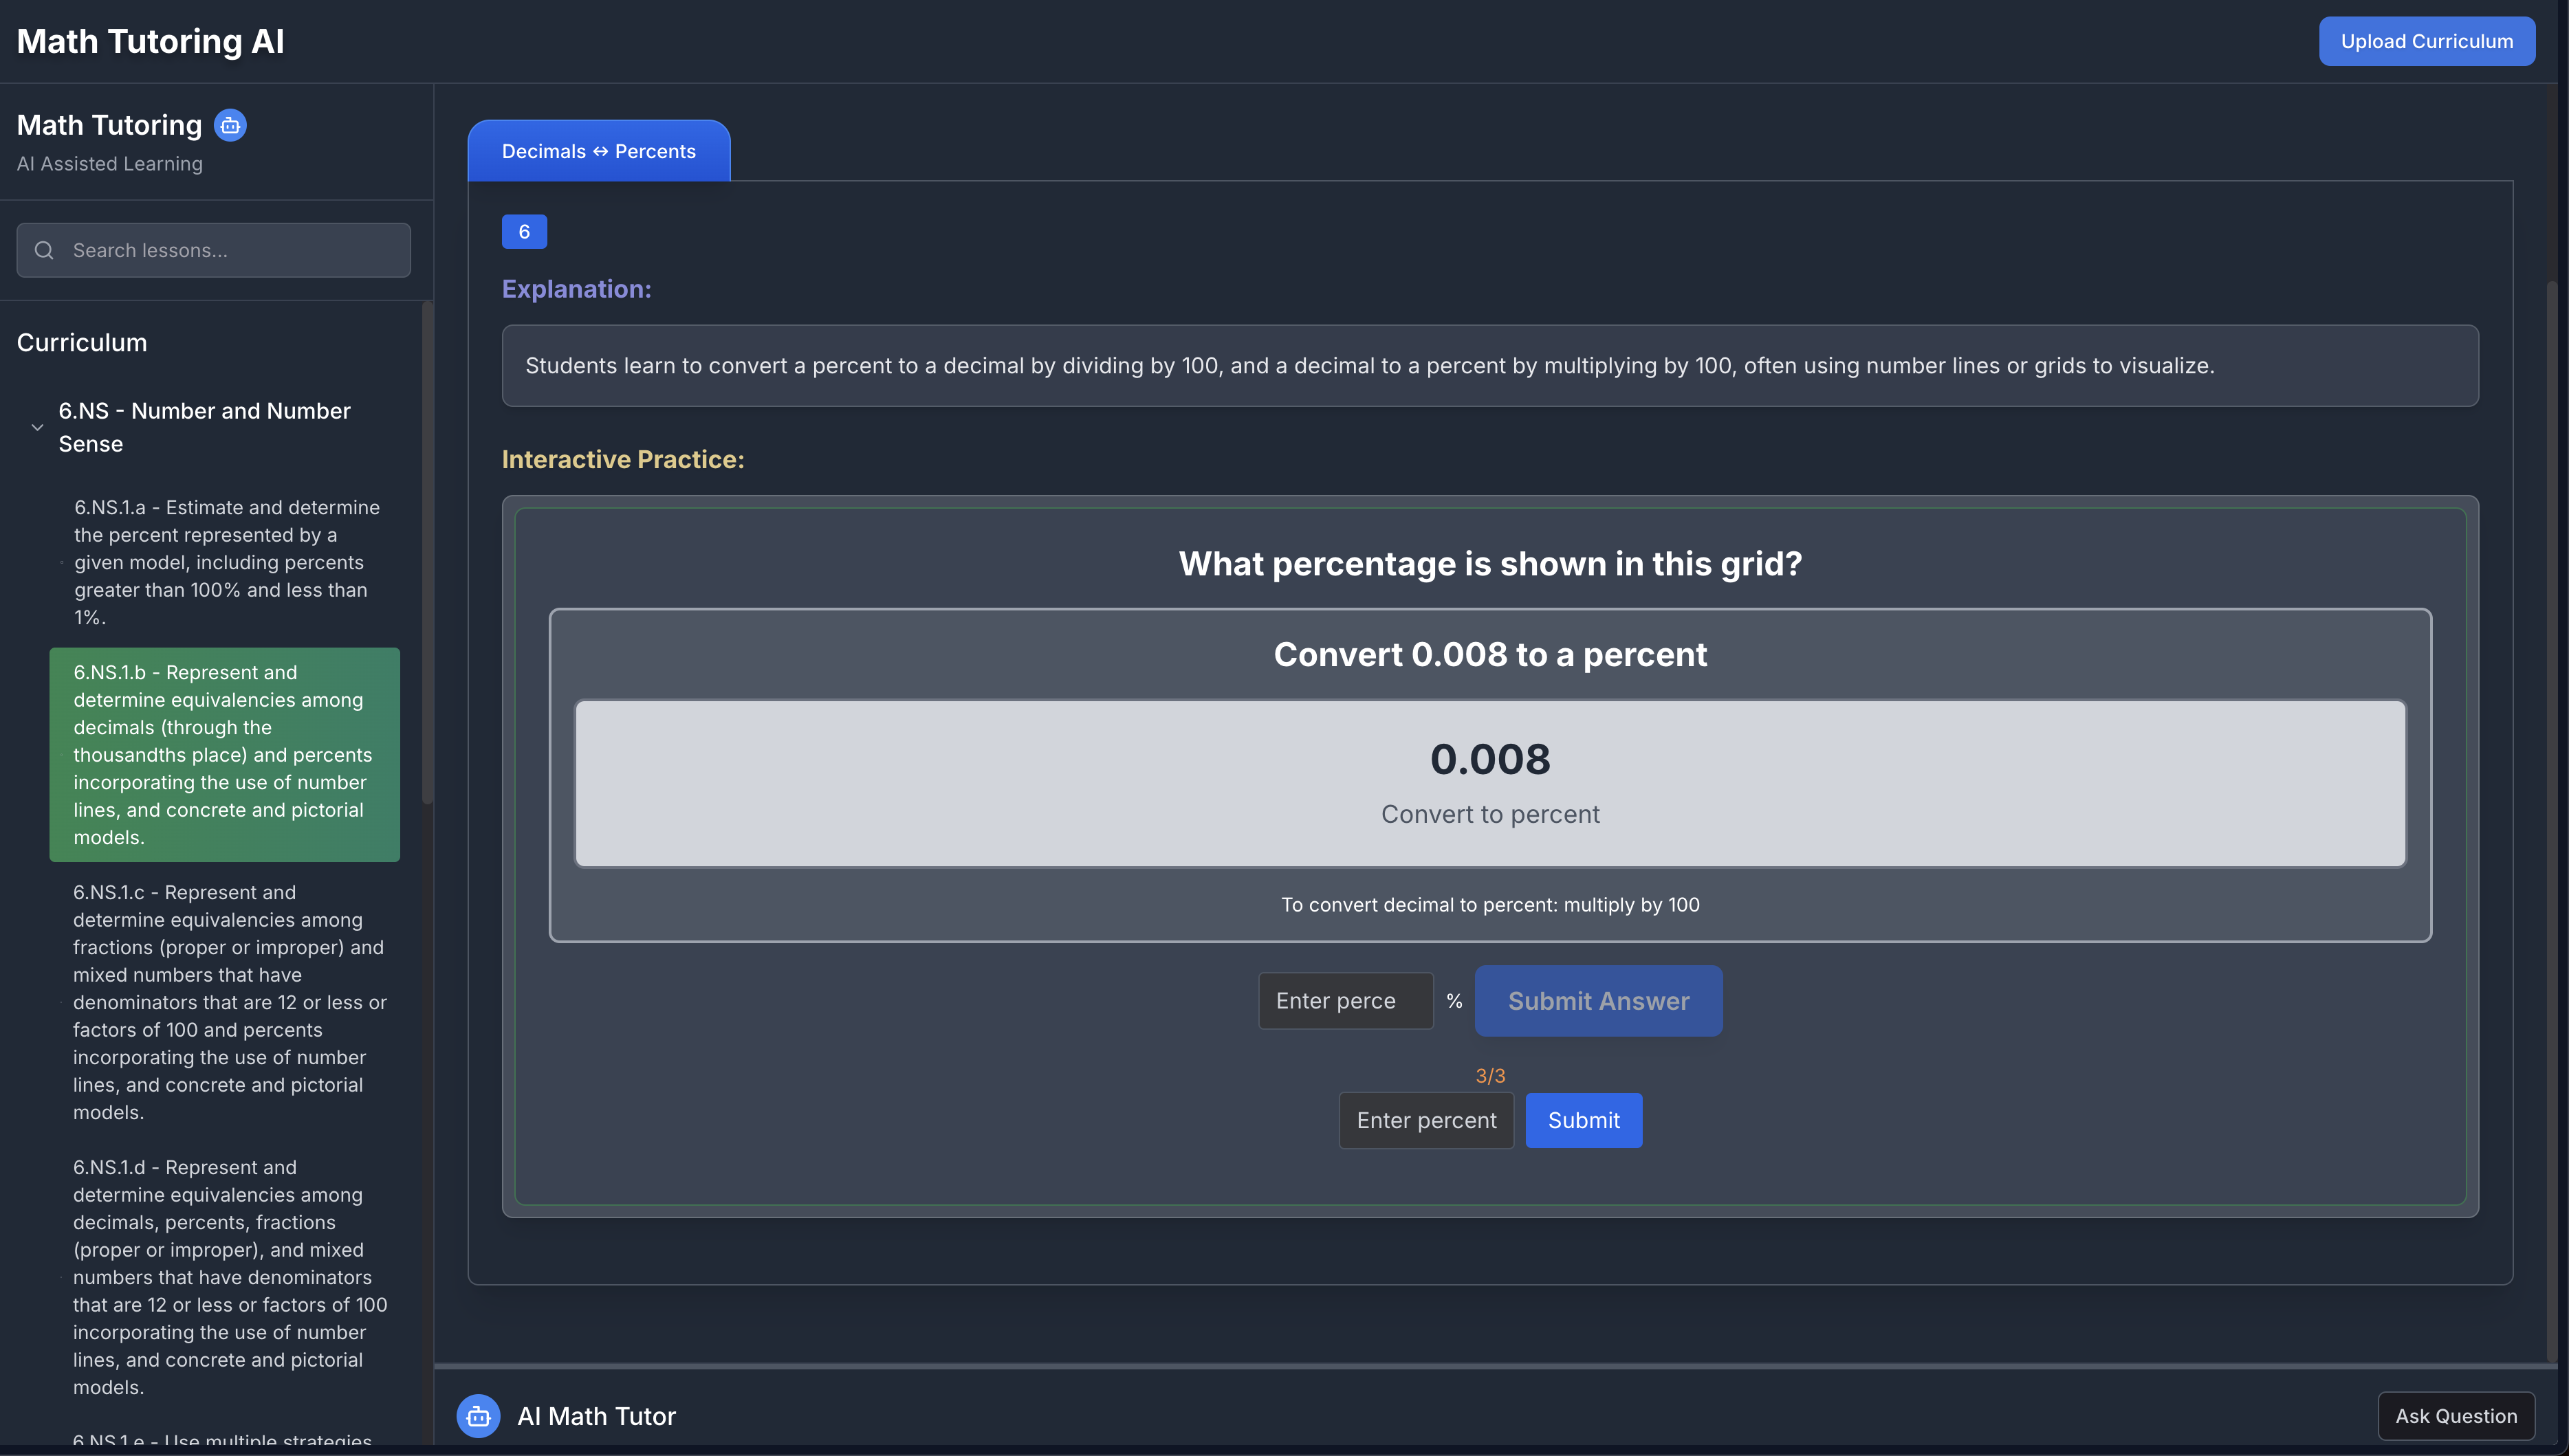 Math Tutoring AI
Upload Curriculum
Math Tutoring
AI Assisted Learning
Search lessons...
Curriculum
6.NS - Number and Number
Sense
6.NS.1.a - Estimate and determine
the percent represented by a
given model, including percents
greater than 100% and less than
1%.
6.NS.1.b - Represent and
determine equivalencies among
decimals (through the
thousandths place) and percents
incorporating the use of number
lines, and concrete and pictorial
models.
6.NS.1.c - Represent and
determine equivalencies among
fractions (proper or improper) and
mixed numbers that have
denominators that are 12 or less or
factors of 100 and percents
incorporating the use of number
lines, and concrete and pictorial
models.
6.NS.1.d - Represent and
determine equivalencies among
decimals, percents, fractions
(proper or improper), and mixed
numbers that have denominators
that are 12 or less or factors of 100
incorporating the use of number
lines, and concrete and pictorial
models.
6.NS.1.e - Use multiple strategies
Decimals ↔ Percents
6
Explanation:
Students learn to convert a percent to a decimal by dividing by 100, and a decimal to a percent by multiplying by 100, often using number lines or grids to visualize.
Interactive Practice:
What percentage is shown in this grid?
Convert 0.008 to a percent
0.008
Convert to percent
To convert decimal to percent: multiply by 100
Enter perce % Submit Answer
3/3
Enter percent Submit
AI Math Tutor
Ask Question